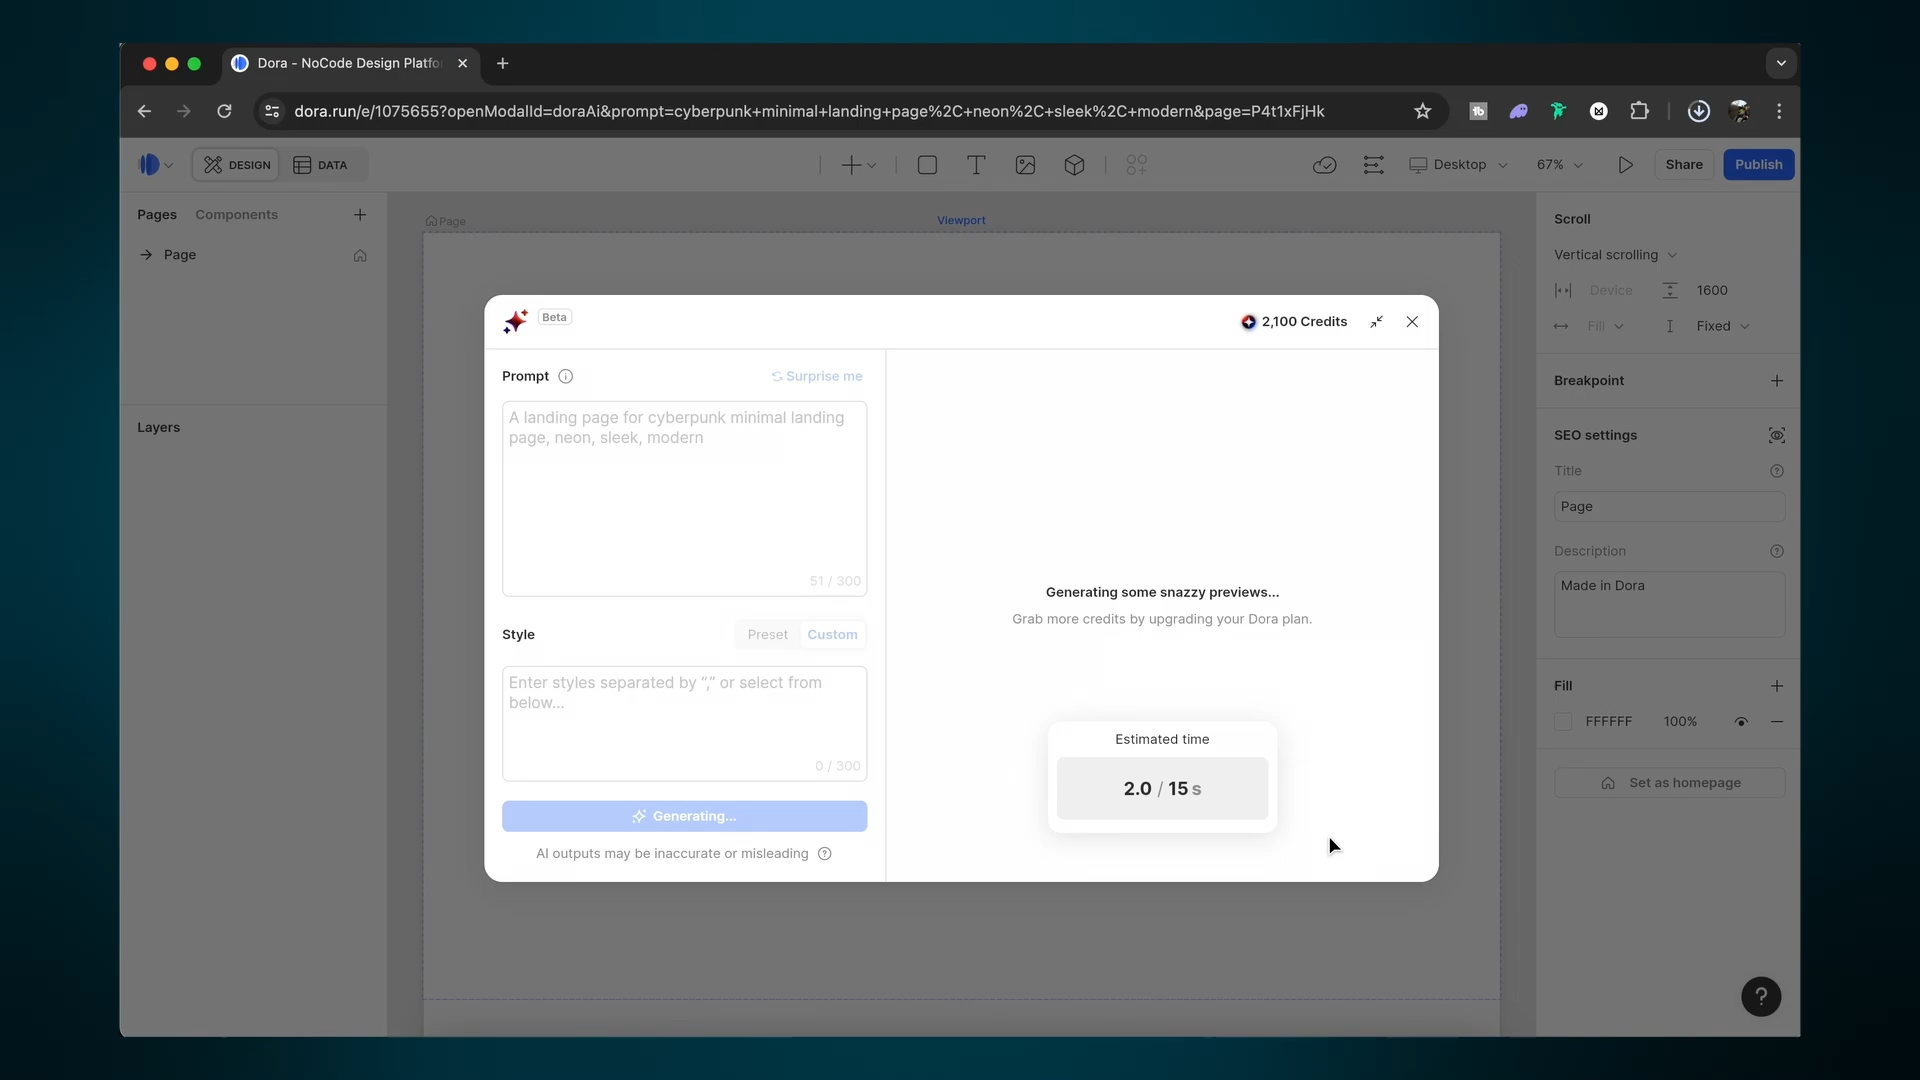 Dora - NoCode Design Platfo
dora.run/e/1075655?openModalId=doraAi&prompt=cyberpunk+minimal+landing+page%2C+neon%2C+sleek%2C+modern&page=P4t1xFjHk
tb
DESIGN
DATA
Desktop
67%
Share
Publish
Pages
Components
Page
Layers
Page
Viewport
Beta
2,100 Credits
Prompt
Surprise me
A landing page for cyberpunk minimal landing
page, neon, sleek, modern
51 / 300
Style
Preset
Custom
Enter styles separated by “,” or select from
below...
0 / 300
Generating...
AI outputs may be inaccurate or misleading
Generating some snazzy previews...
Grab more credits by upgrading your Dora plan.
Estimated time
2.0 / 15 s
Scroll
Vertical scrolling
Device
1600
Fill
Fixed
Breakpoint
SEO settings
Title
Page
Description
Made in Dora
Fill
FFFFFF
100%
Set as homepage
?